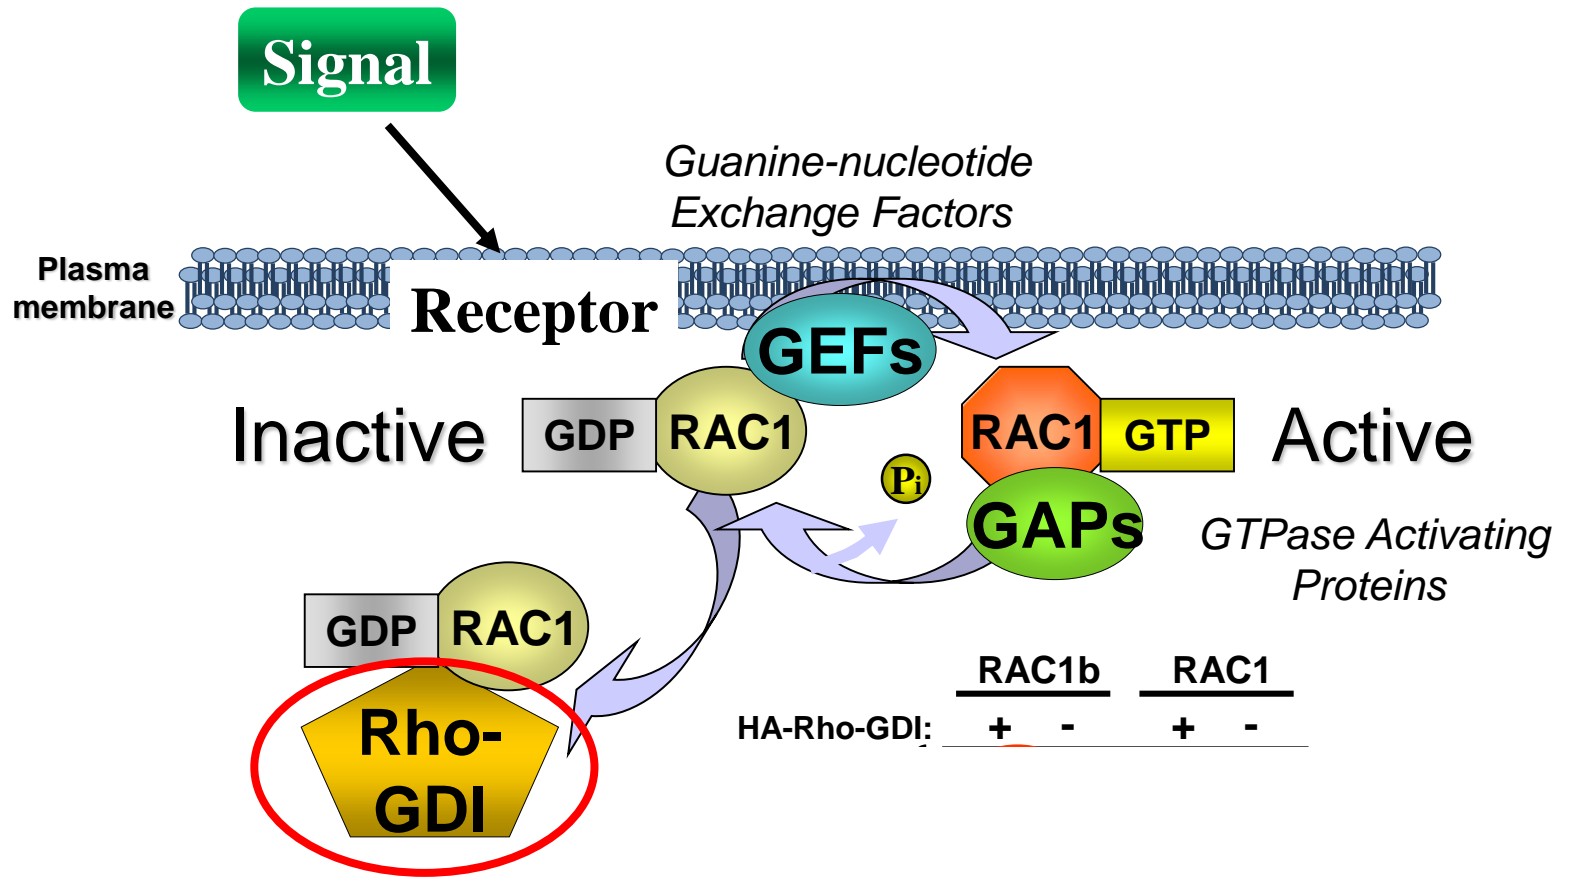 Signal
Guanine-nucleotide
Exchange Factors
Plasma
membrane
Receptor
GEFs
Inactive
GDP
RAC1
RAC1
GTP
Active
Pi
GAPs
GTPase Activating
Proteins
GDP
RAC1
Rho-
GDI
RAC1b RAC1
HA-Rho-GDI: + - + -